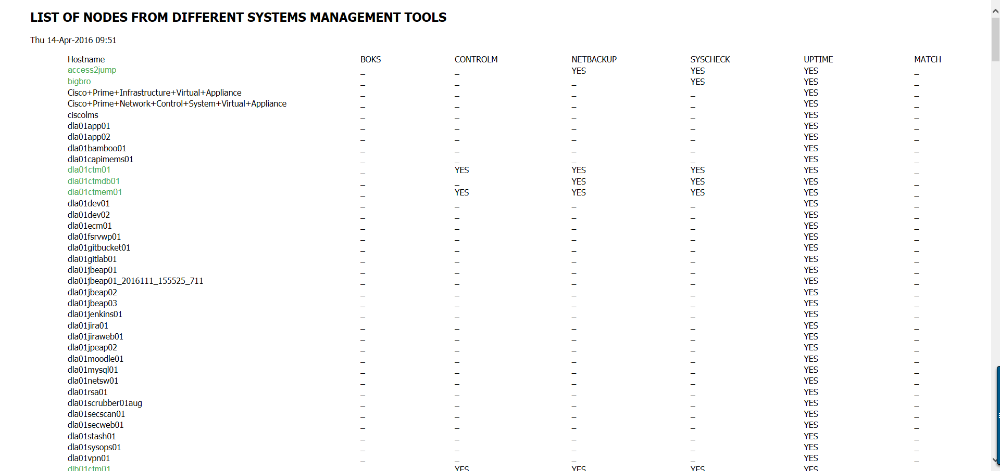 LIST OF NODES FROM DIFFERENT SYSTEMS MANAGEMENT TOOLS
Thu 14-Apr-2016 09:51
Hostname BOKS CONTROLM NETBACKUP SYSCHECK UPTIME MATCH
access2jump _ _ YES YES YES _
bigbro _ _ _ YES YES _
Cisco+Prime+Infrastructure+Virtual+Appliance _ _ _ _ YES _
Cisco+Prime+Network+Control+System+Virtual+Appliance _ _ _ _ YES _
ciscolms _ _ _ _ YES _
dla01app01 _ _ _ _ YES _
dla01app02 _ _ _ _ YES _
dla01bamboo01 _ _ _ _ YES _
dla01capimems01 _ _ _ _ YES _
dla01ctm01 _ YES YES YES YES _
dla01ctmdb01 _ _ YES YES YES _
dla01ctmem01 _ YES YES YES YES _
dla01dev01 _ _ _ _ YES _
dla01dev02 _ _ _ _ YES _
dla01ecm01 _ _ _ _ YES _
dla01fsrvwp01 _ _ _ _ YES _
dla01gitbucket01 _ _ _ _ YES _
dla01gitlab01 _ _ _ _ YES _
dla01jbeap01 _ _ _ _ YES _
dla01jbeap01_2016111_155525_711 _ _ _ _ YES _
dla01jbeap02 _ _ _ _ YES _
dla01jbeap03 _ _ _ _ YES _
dla01jenkins01 _ _ _ _ YES _
dla01jira01 _ _ _ _ YES _
dla01jiraweb01 _ _ _ _ YES _
dla01jpeap02 _ _ _ _ YES _
dla01moodle01 _ _ _ _ YES _
dla01mysql01 _ _ _ _ YES _
dla01netsw01 _ _ _ _ YES _
dla01rsa01 _ _ _ _ YES _
dla01scrubber01aug _ _ _ _ YES _
dla01secscan01 _ _ _ _ YES _
dla01secweb01 _ _ _ _ YES _
dla01stash01 _ _ _ _ YES _
dla01sysops01 _ _ _ _ YES _
dla01vpn01 _ _ _ _ YES _
dlb01ctm01 YES YES YES YES